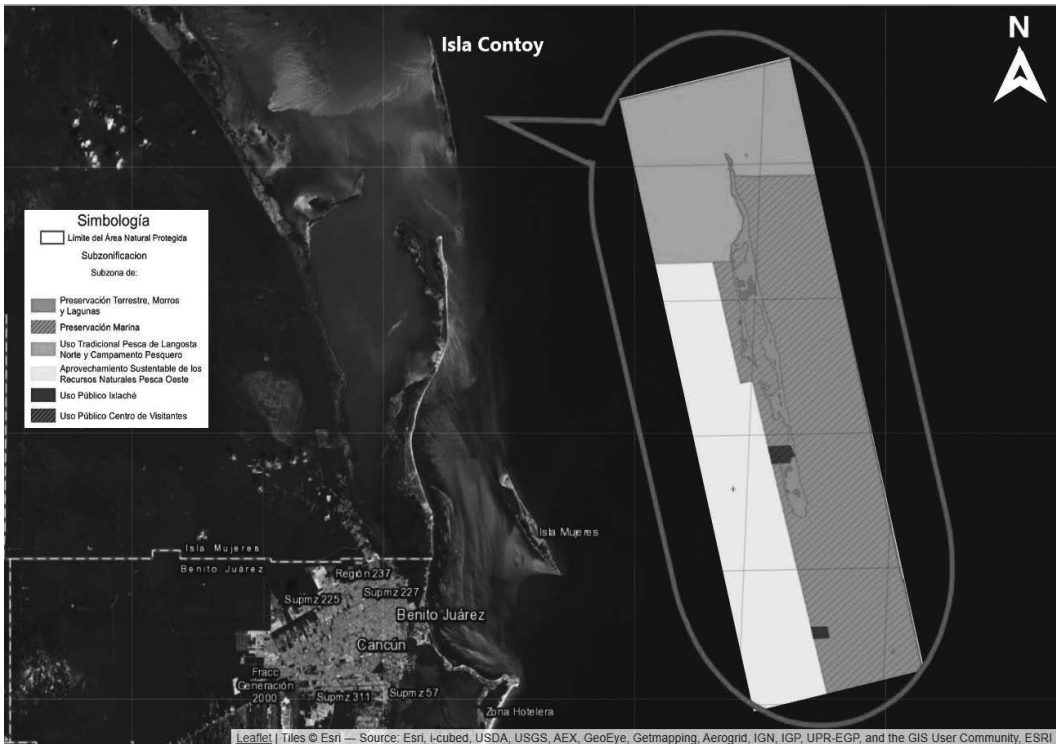 Isla Contoy
N
Simbología
Límite del Área Natural Protegida
Subzonificacion
Subzona de:
Preservación Terrestre, Morros
y Lagunas
Preservación Marina
Uso Tradicional Pesca de Langosta
Norte y Campamento Pesquero
Aprovechamiento Sustentable de los
Recursos Naturales Pesca Oeste
Uso Público Ixlaché
Uso Público Centro de Visitantes
Isla Mujeres
Isla Mujeres
Benito Juárez
Región 237
Supmz 227
Supmz 225
Benito Juárez
Cancún
Fracc
Generación
2000
Supmz 311
Supmz 57
Zona Hotelera
Leaflet | Tiles © Esri — Source: Esri, i-cubed, USDA, USGS, AEX, GeoEye, Getmapping, Aerogrid, IGN, IGP, UPR-EGP, and the GIS User Community, ESRI